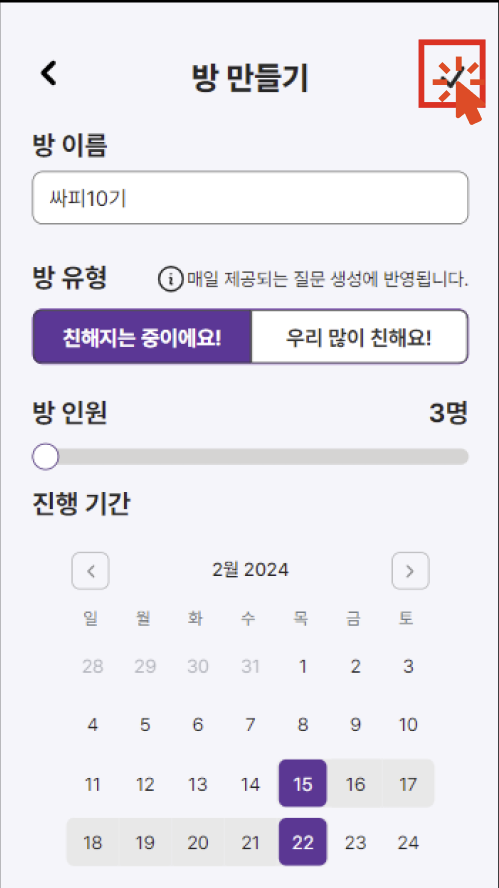 방 만들기
방 이름
싸피10기
방 유형
i 매일 제공되는 질문 생성에 반영됩니다.
친해지는 중이에요! 우리 많이 친해요!
방 인원 3명
진행 기간
2월 2024
일 월 화 수 목 금 토
28 29 30 31 1 2 3
4 5 6 7 8 9 10
11 12 13 14 15 16 17
18 19 20 21 22 23 24